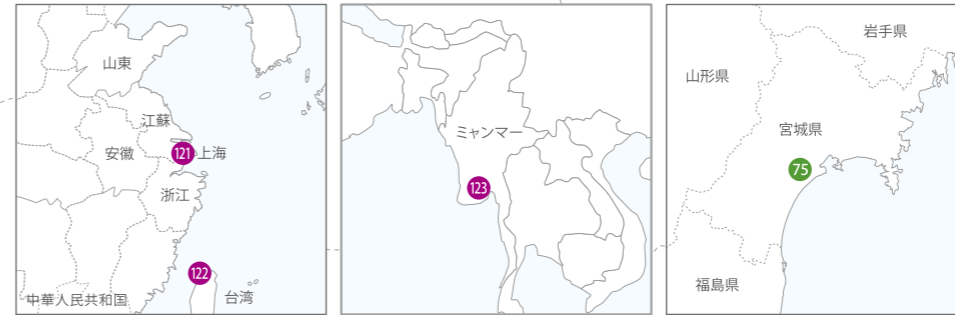 山東
江蘇
安徽
121
上海
浙江
122
中華人民共和国
台湾
ミャンマー
123
岩手県
山形県
宮城県
75
福島県